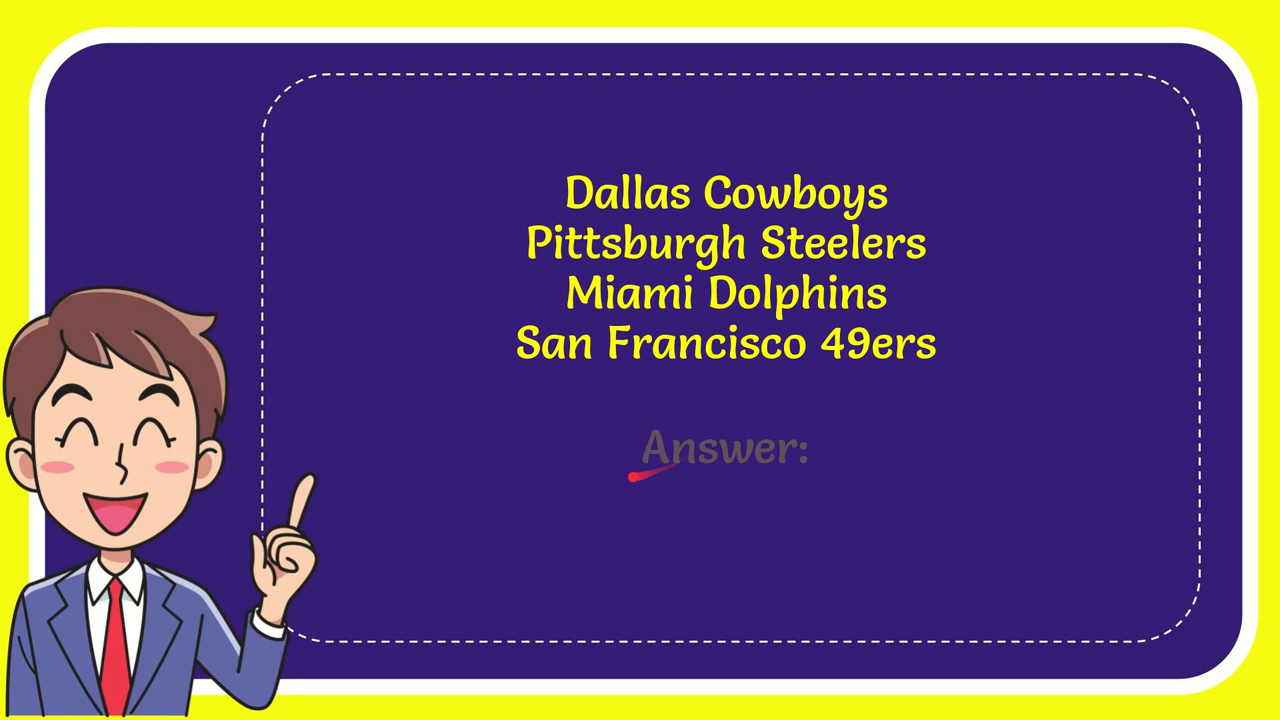 Dallas Cowboys
Pittsburgh Steelers
Miami Dolphins
San Francisco 49ers
Answer: